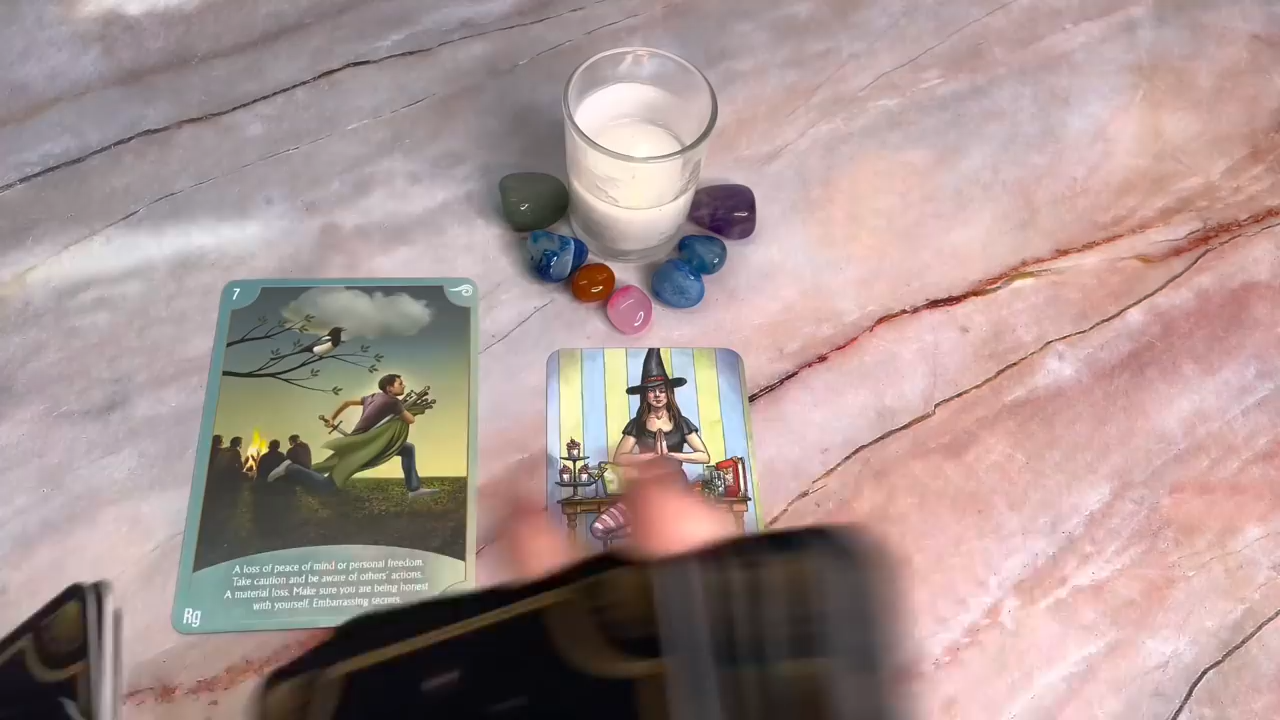 7
A loss of peace of mind or personal freedom.
Take caution and be aware of others' actions.
A material loss. Make sure you are being honest
with yourself. Embarrassing secrets.
Rg